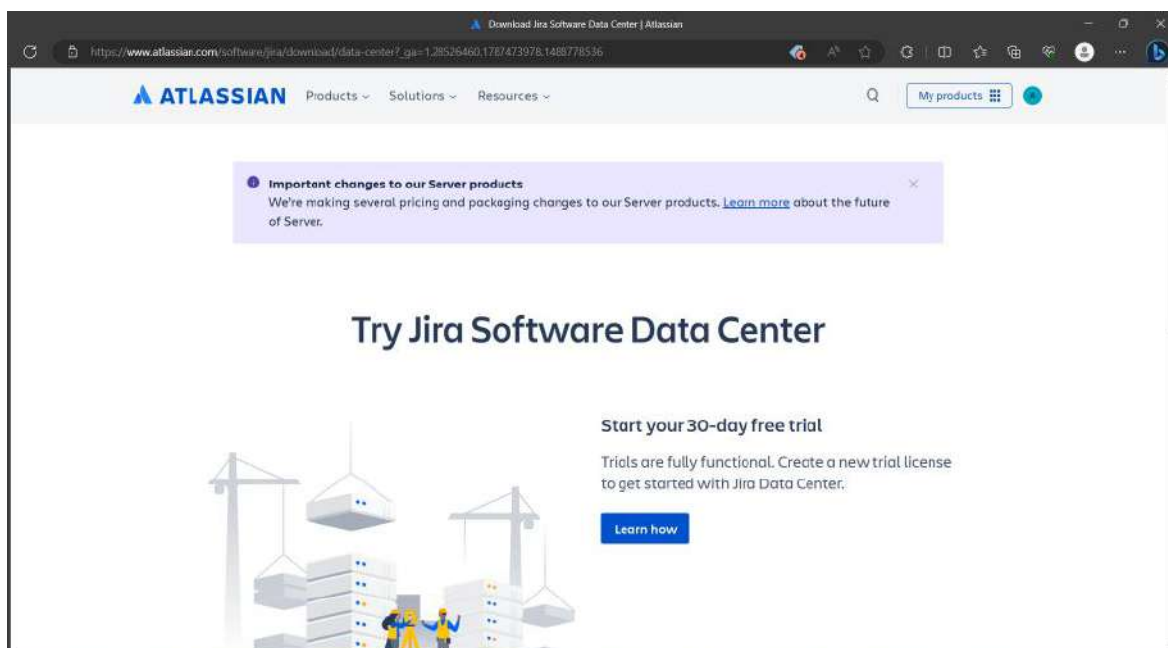 Download Jira Software Data Center | Atlassian
https://www.atlassian.com/software/jira/download/data-center?_ga=1.28526460.1787473978.1488778536
ATLASSIAN Products Solutions Resources My products
Important changes to our Server products
We're making several pricing and packaging changes to our Server products. Learn more about the future
of Server.
Try Jira Software Data Center
Start your 30-day free trial
Trials are fully functional. Create a new trial license
to get started with Jira Data Center.
Learn how